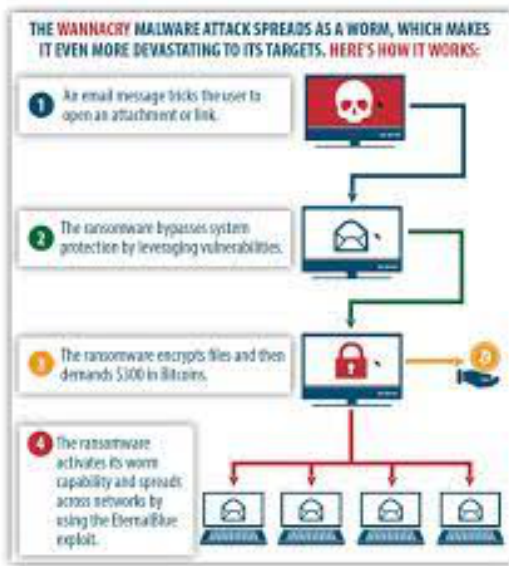 THE WANNACRY MALWARE ATTACK SPREADS AS A WORM, WHICH MAKES
IT EVEN MORE DEVASTATING TO ITS TARGETS. HERE'S HOW IT WORKS:
1
An email message tricks the user to
open an attachment or link.
2
The ransomware bypasses system
protection by leveraging vulnerabilities.
3
The ransomware encrypts files and then
demands $300 in Bitcoins.
4
The ransomware
activates its worm
capability and spreads
across networks by
using the EternalBlue
exploit.